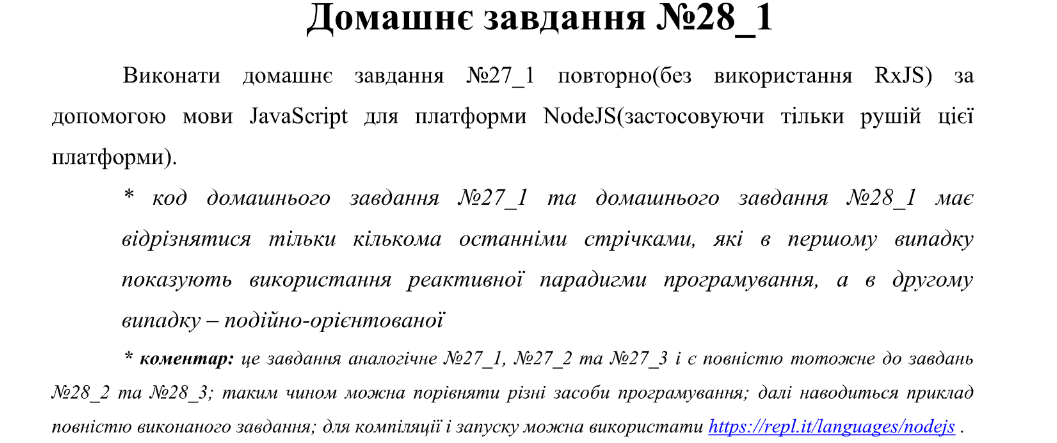 Домашнє завдання №28_1
Виконати домашнє завдання №27_1 повторно(без використання RxJS) за
допомогою мови JavaScript для платформи NodeJS(застосовуючи тільки рушій цієї
платформи).
* код домашнього завдання №27_1 та домашнього завдання №28_1 має
відрізнятися тільки кількома останніми стрічками, які в першому випадку
показують використання реактивної парадигми програмування, а в другому
випадку – подійно-орієнтованої
* коментар: це завдання аналогічне №27_1, №27_2 та №27_3 і є повністю тотожне до завдань
№28_2 та №28_3; таким чином можна порівняти різні засоби програмування; далі наводиться приклад
повністю виконаного завдання; для компіляції і запуску можна використати https://repl.it/languages/nodejs .